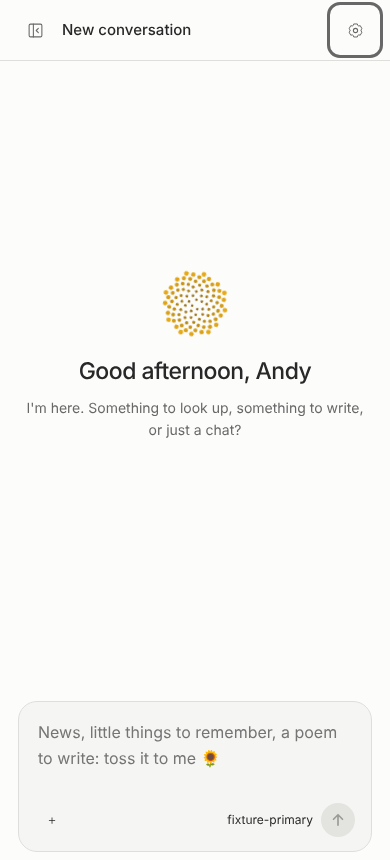 New conversation
Good afternoon, Andy
I'm here. Something to look up, something to write,
or just a chat?
News, little things to remember, a poem
to write: toss it to me 🌻
+
fixture-primary